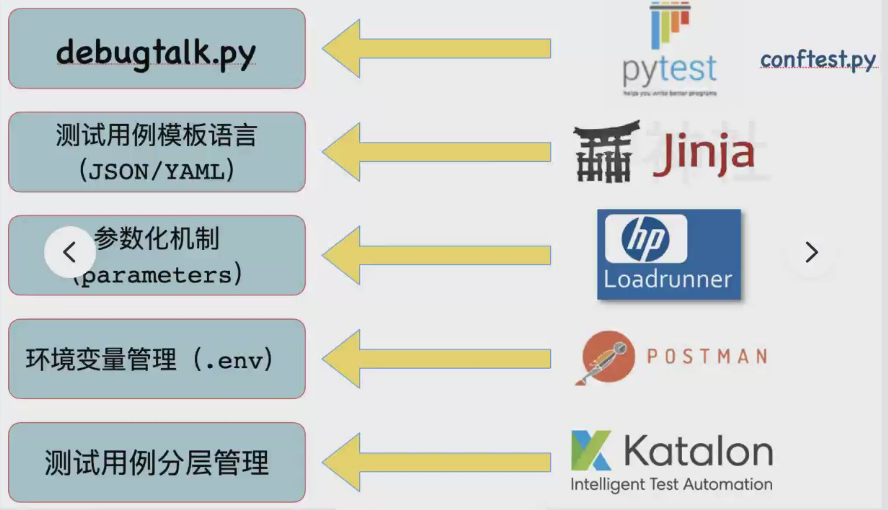 debugtalk.py
pytest
helps you write better programs
conftest.py
测试用例模板语言
（JSON/YAML）
Jinja
参数化机制
（parameters）
hp
Loadrunner
环境变量管理（.env）
POSTMAN
测试用例分层管理
Katalon
Intelligent Test Automation